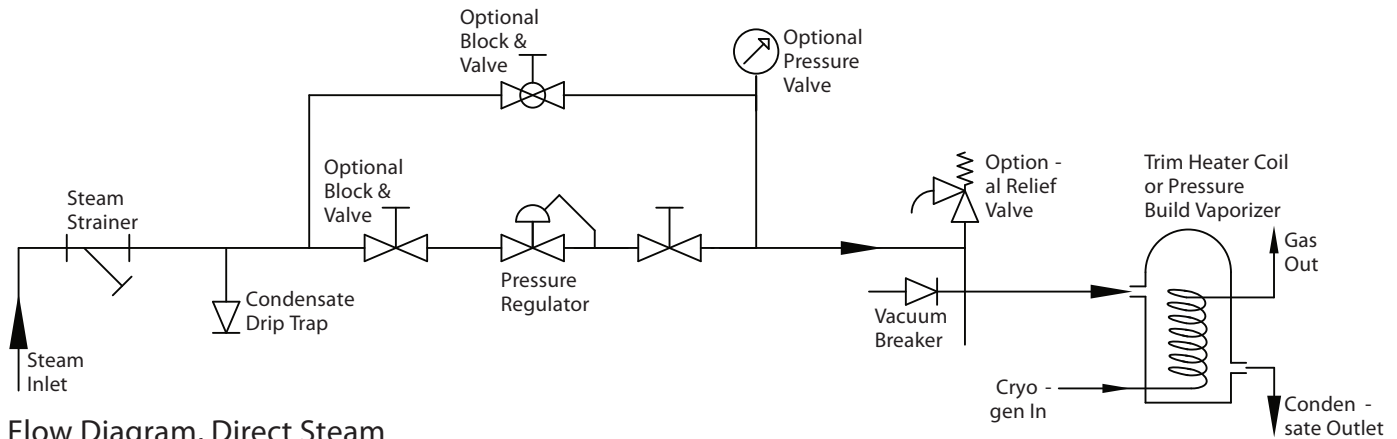 Optional
Block &
Valve
Optional
Pressure
Valve
Optional
Block &
Valve
Steam
Strainer
Option -
al Relief
Valve
Trim Heater Coil
or Pressure
Build Vaporizer
Gas
Out
Pressure
Regulator
Condensate
Drip Trap
Vacuum
Breaker
Steam
Inlet
Cryo -
gen In
Conden -
sate Outlet
Flow Diagram, Direct Steam